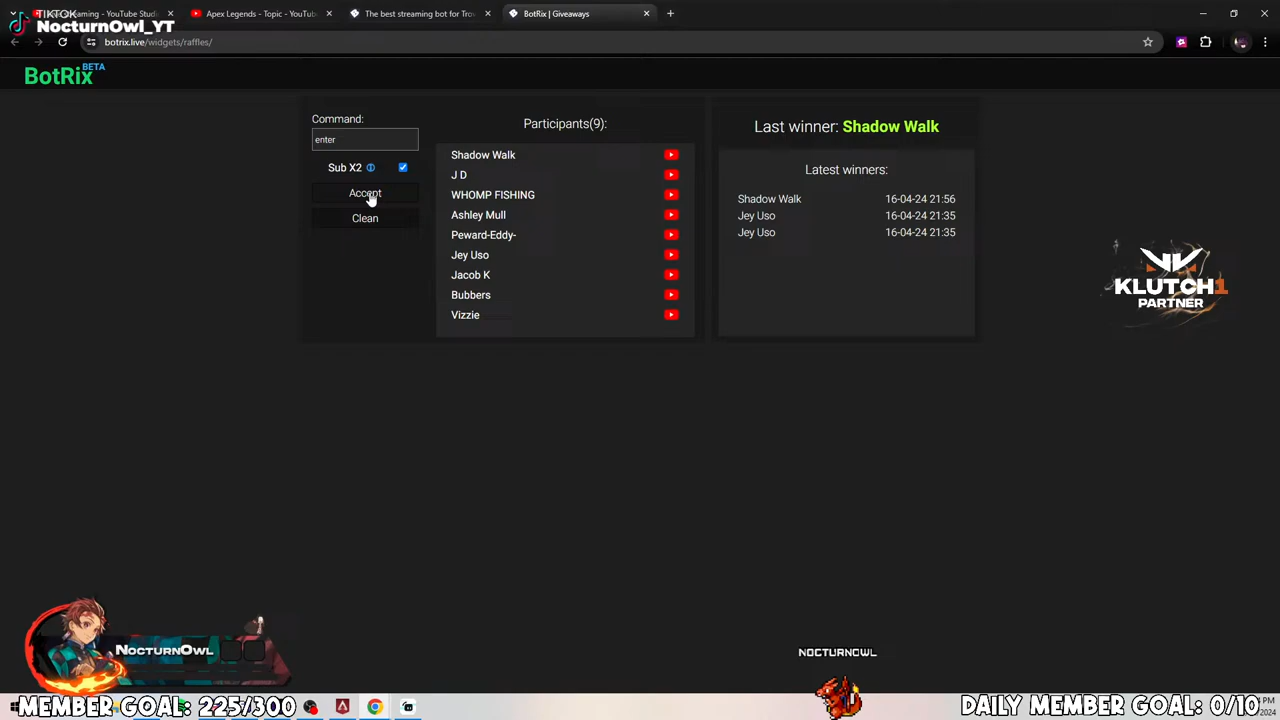 TIKTOK
NocturnOwl_YT
Apex Legends - Topic - YouTub
The best streaming bot for Trov
BotRix | Giveaways
botrix.live/widgets/raffles/
BotRix BETA
Command:
enter
Sub X2
Accept
Clean
Participants(9):
Shadow Walk
J D
WHOMP FISHING
Ashley Mull
Peward-Eddy-
Jey Uso
Jacob K
Bubbers
Vizzie
Last winner: Shadow Walk
Latest winners:
Shadow Walk 16-04-24 21:56
Jey Uso 16-04-24 21:35
Jey Uso 16-04-24 21:35
KLUTCH1
PARTNER
NocturnOwl
NOCTURNOWL
MEMBER GOAL: 225/300
DAILY MEMBER GOAL: 0/10